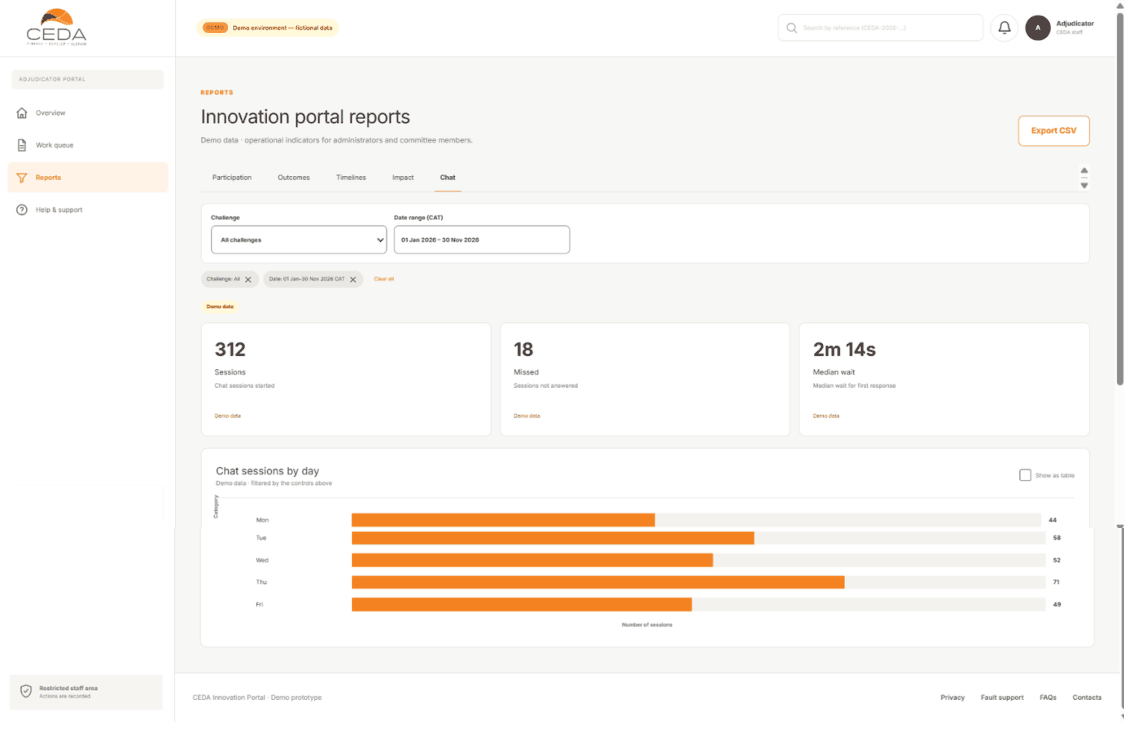 CEDA
FINANCE • DEVELOP • ALBION
DEMO
Demo environment — fictional data
Search by reference (CEDA-2026-...)
A
Adjudicator
CEDA staff
ADJUDICATOR PORTAL
Overview
Work queue
Reports
Help & support
REPORTS
Innovation portal reports
Demo data · operational indicators for administrators and committee members.
Export CSV
Participation
Outcomes
Timelines
Impact
Chat
Challenge
All challenges
Date range (CAT)
01 Jan 2026 – 30 Nov 2026
Challenge: All
Date: 01 Jan–30 Nov 2026 CAT
Clear all
Demo data
312
Sessions
Chat sessions started
Demo data
18
Missed
Sessions not answered
Demo data
2m 14s
Median wait
Median wait for first response
Demo data
Chat sessions by day
Demo data · filtered by the controls above
Show as table
Category
Mon 44
Tue 58
Wed 52
Thu 71
Fri 49
Number of sessions
Restricted staff area
Actions are recorded.
CEDA Innovation Portal · Demo prototype
Privacy
Fault support
FAQs
Contacts